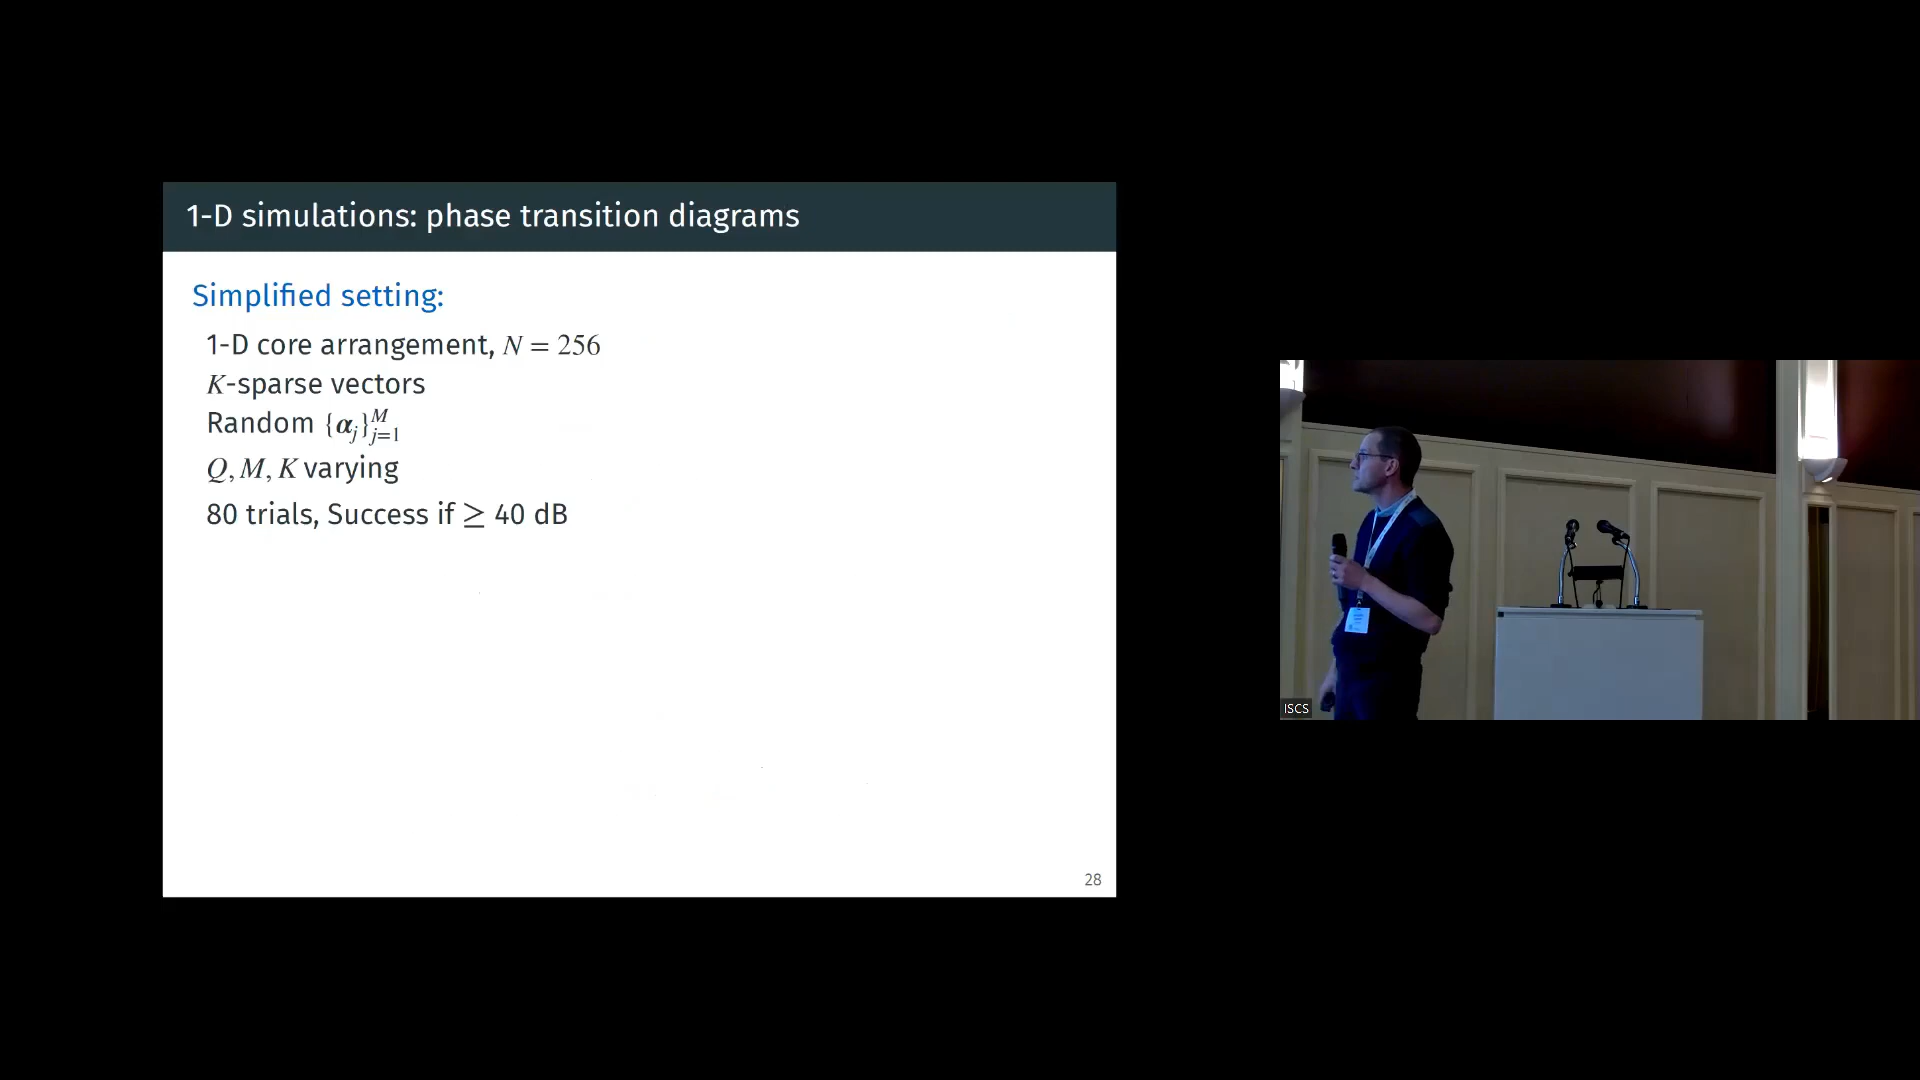 1-D simulations: phase transition diagrams
Simplified setting:
1-D core arrangement, N = 256
K-sparse vectors
Random {α_j}_{j=1}^{M}
Q, M, K varying
80 trials, Success if ≥ 40 dB
28
ISCS